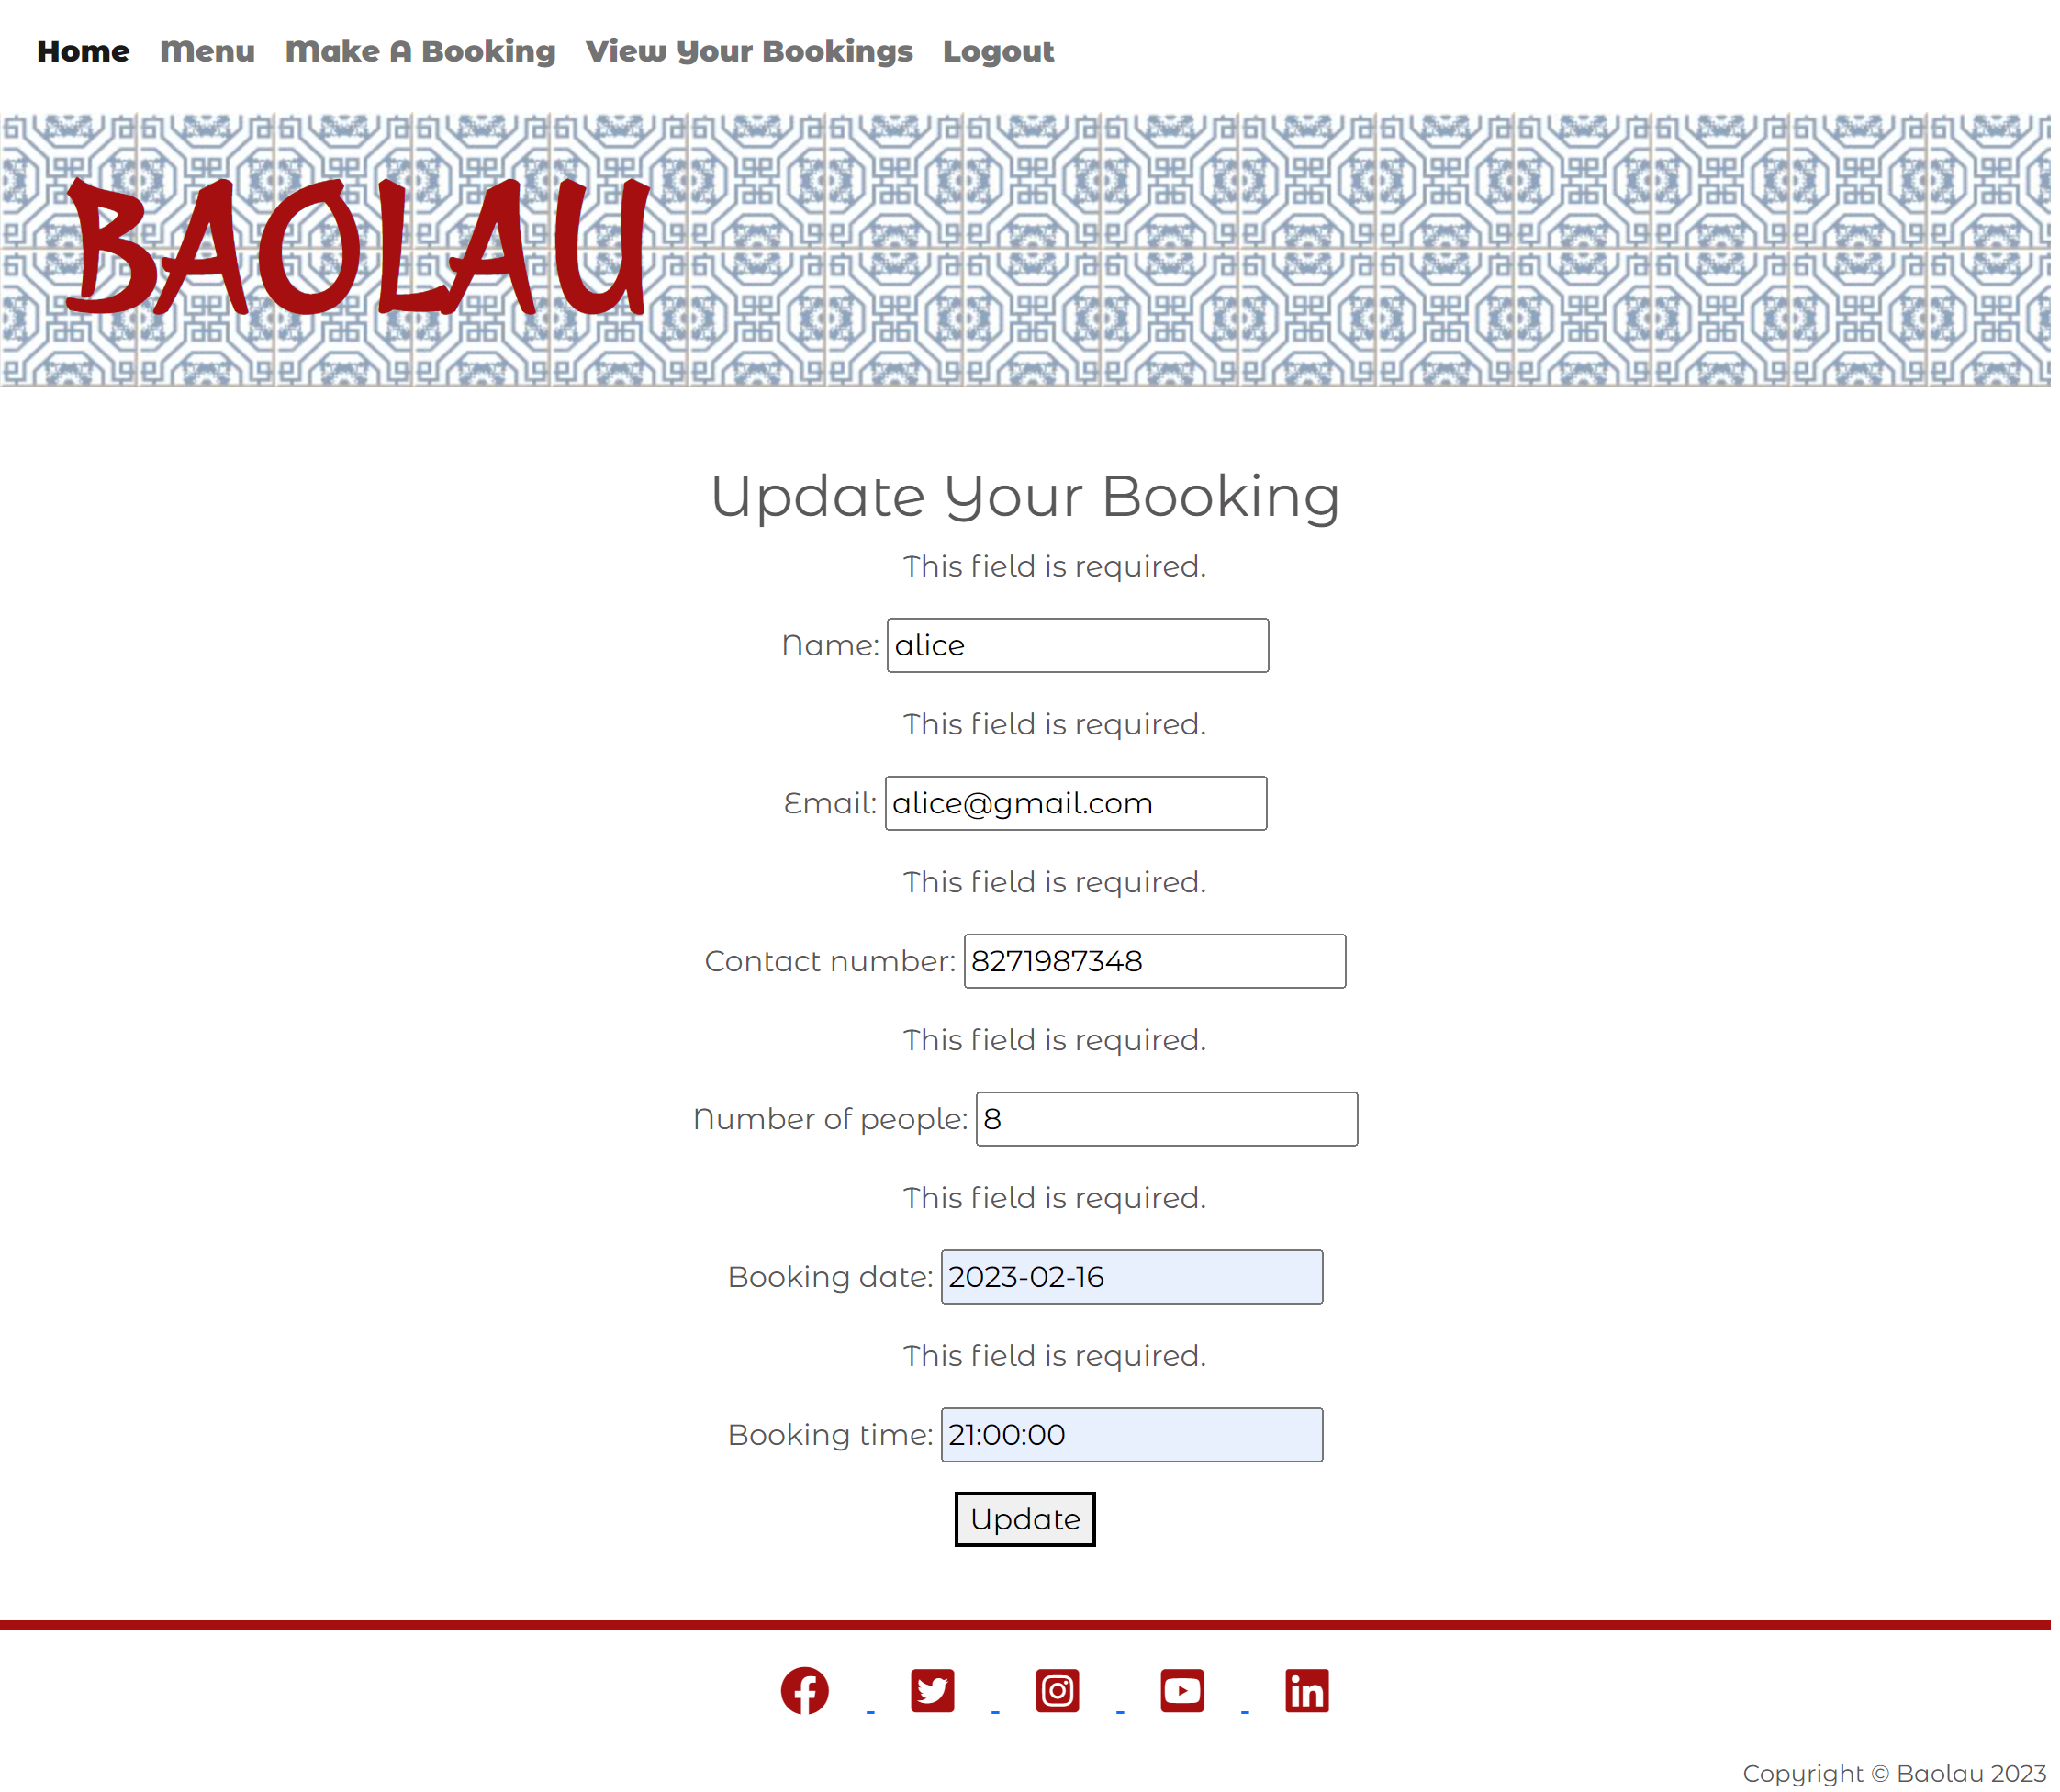 Home Menu Make A Booking View Your Bookings Logout
BAOLAU
Update Your Booking
This field is required.
Name: alice
This field is required.
Email: alice@gmail.com
This field is required.
Contact number: 8271987348
This field is required.
Number of people: 8
This field is required.
Booking date: 2023-02-16
This field is required.
Booking time: 21:00:00
Update
Copyright © Baolau 2023